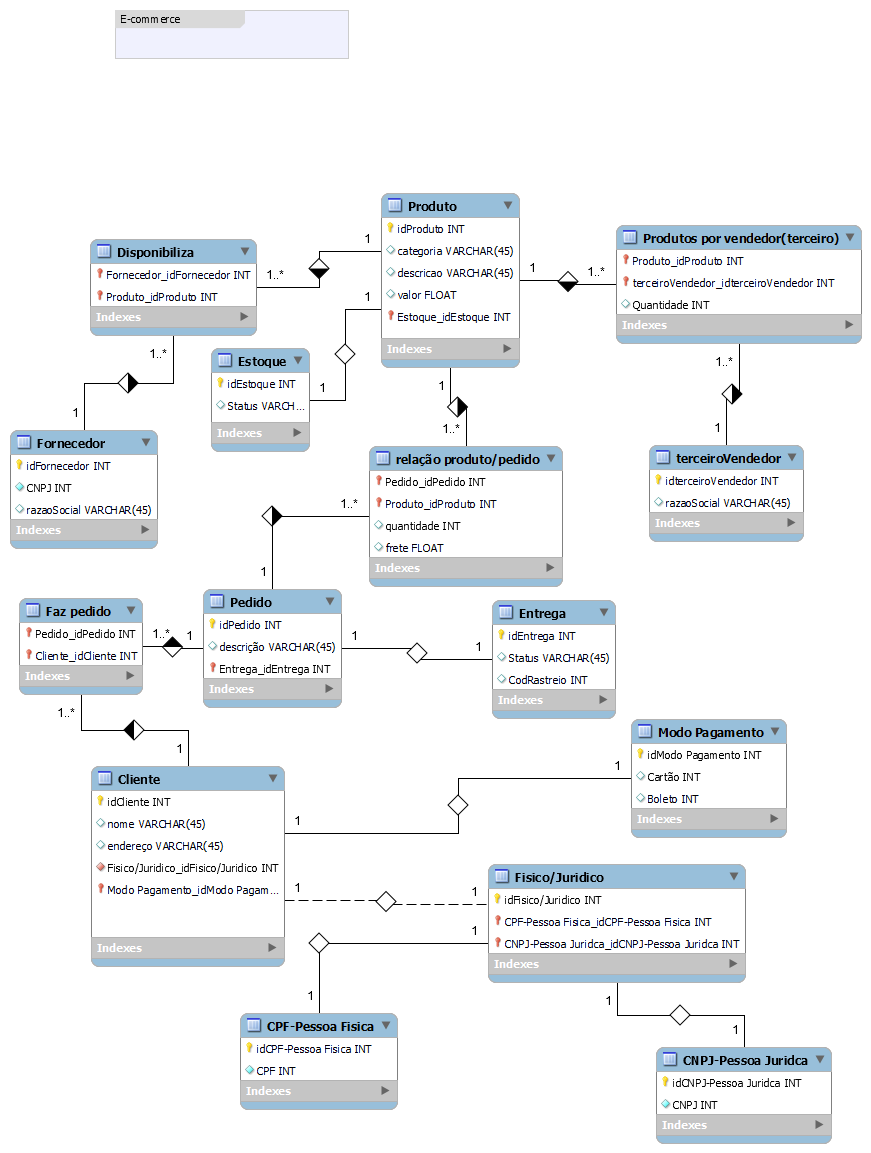 E-commerce
Produto
idProduto INT
categoria VARCHAR(45)
descricao VARCHAR(45)
valor FLOAT
Estoque_idEstoque INT
Indexes
Disponibiliza
Fornecedor_idFornecedor INT
Produto_idProduto INT
Indexes
Produtos por vendedor(terceiro)
Produto_idProduto INT
terceiroVendedor_idterceiroVendedor INT
Quantidade INT
Indexes
1
1..*
1
1
1..*
Estoque
idEstoque INT
Status VARCH...
Indexes
1
1..*
1
1
1..*
1..*
1
Fornecedor
idFornecedor INT
CNPJ INT
razaoSocial VARCHAR(45)
Indexes
relação produto/pedido
Pedido_idPedido INT
Produto_idProduto INT
quantidade INT
frete FLOAT
Indexes
terceiroVendedor
idterceiroVendedor INT
razaoSocial VARCHAR(45)
Indexes
1..*
1
Faz pedido
Pedido_idPedido INT
Cliente_idCliente INT
Indexes
1..*
1
Pedido
idPedido INT
descrição VARCHAR(45)
Entrega_idEntrega INT
Indexes
1
1
Entrega
idEntrega INT
Status VARCHAR(45)
CodRastreio INT
Indexes
1..*
1
Modo Pagamento
idModo Pagamento INT
Cartão INT
Boleto INT
Indexes
Cliente
idCliente INT
nome VARCHAR(45)
endereço VARCHAR(45)
Fisico/Juridico_idFisico/Juridico INT
Modo Pagamento_idModo Pagam...
Indexes
1
1
1
1
Fisico/Juridico
idFisico/Juridico INT
CPF-Pessoa Fisica_idCPF-Pessoa Fisica INT
CNPJ-Pessoa Juridca_idCNPJ-Pessoa Juridca INT
Indexes
1
1
1
1
CPF-Pessoa Fisica
idCPF-Pessoa Fisica INT
CPF INT
Indexes
CNPJ-Pessoa Juridca
idCNPJ-Pessoa Juridca INT
CNPJ INT
Indexes